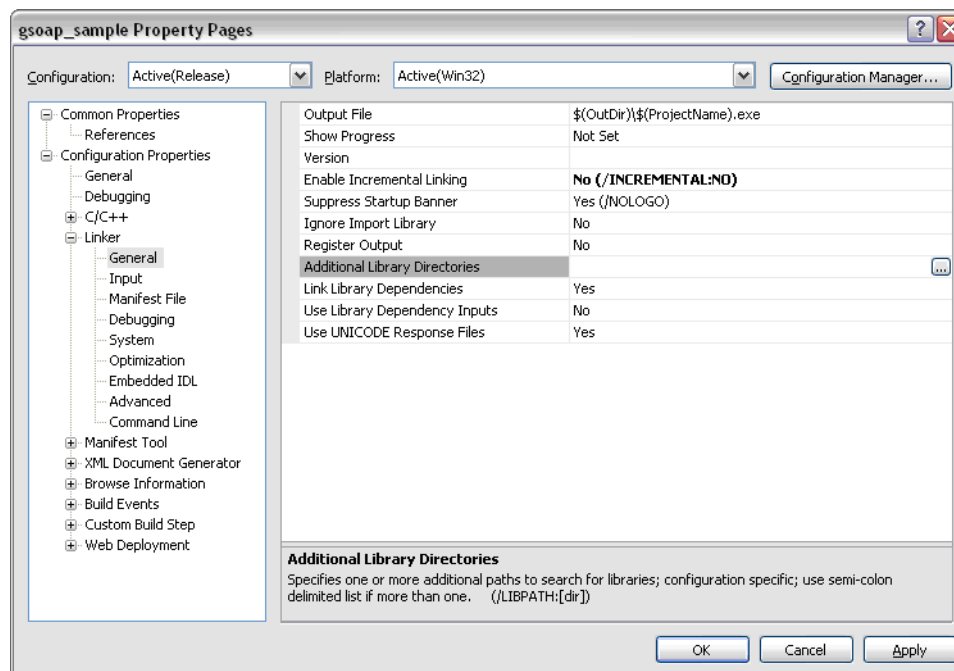 gsoap_sample Property Pages
Configuration: Active(Release) Platform: Active(Win32) Configuration Manager...
Common Properties
References
Configuration Properties
General
Debugging
C/C++
Linker
General
Input
Manifest File
Debugging
System
Optimization
Embedded IDL
Advanced
Command Line
Manifest Tool
XML Document Generator
Browse Information
Build Events
Custom Build Step
Web Deployment
Output File $(OutDir)\$(ProjectName).exe
Show Progress Not Set
Version
Enable Incremental Linking No (/INCREMENTAL:NO)
Suppress Startup Banner Yes (/NOLOGO)
Ignore Import Library No
Register Output No
Additional Library Directories ...
Link Library Dependencies Yes
Use Library Dependency Inputs No
Use UNICODE Response Files Yes
Additional Library Directories
Specifies one or more additional paths to search for libraries; configuration specific; use semi-colon
delimited list if more than one. (/LIBPATH:[dir])
OK Cancel Apply